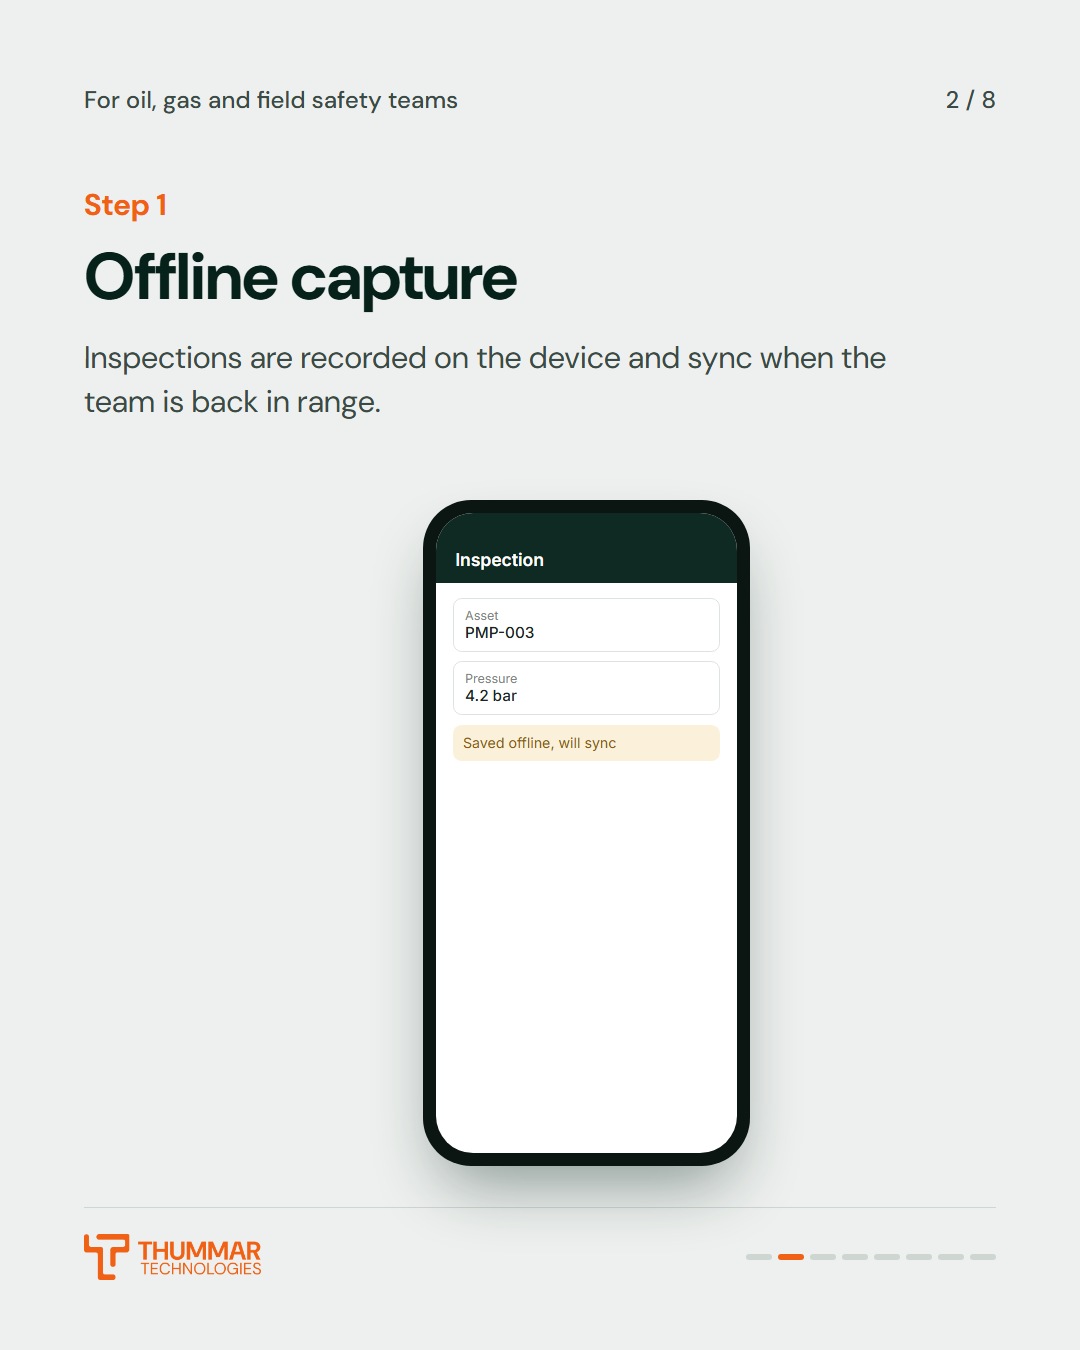 For oil, gas and field safety teams
2 / 8
Step 1
Offline capture
Inspections are recorded on the device and sync when the
team is back in range.
Inspection
Asset
PMP-003
Pressure
4.2 bar
Saved offline, will sync
THUMMAR
TECHNOLOGIES